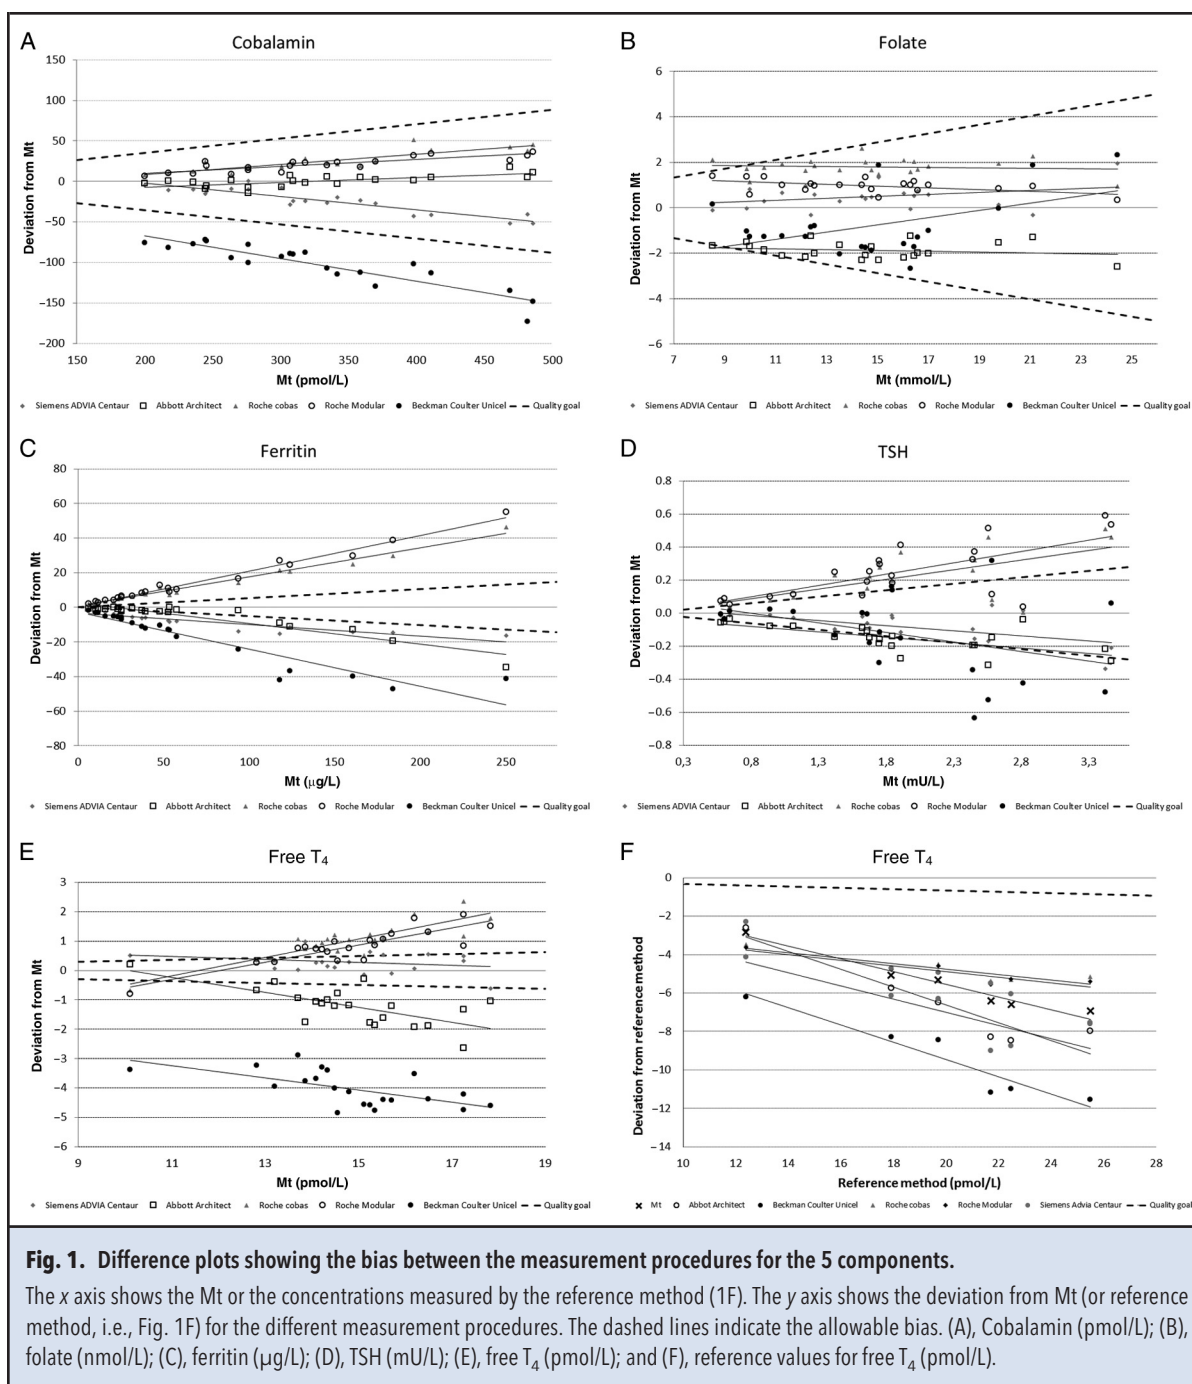 A
Cobalamin
150
100
50
0
−50
−100
−150
−200
150 200 250 300 350 400 450 500
Deviation from Mt
Mt (pmol/L)
Siemens ADVIA Centaur Abbott Architect Roche cobas Roche Modular Beckman Coulter Unicel Quality goal
B
Folate
6
4
2
0
−2
−4
−6
7 9 11 13 15 17 19 21 23 25
Deviation from Mt
Mt (mmol/L)
Siemens ADVIA Centaur Abbott Architect Roche cobas Roche Modular Beckman Coulter Unicel Quality goal
C
Ferritin
80
60
40
20
0
−20
−40
−60
−80
0 50 100 150 200 250
Deviation from Mt
Mt (μg/L)
Siemens ADVIA Centaur Abbott Architect Roche cobas Roche Modular Beckman Coulter Unicel Quality goal
D
TSH
0.8
0.6
0.4
0.2
0.0
−0.2
−0.4
−0.6
−0.8
0,3 0,8 1,3 1,8 2,3 2,8 3,3
Deviation from Mt
Mt (mU/L)
Siemens ADVIA Centaur Abbott Architect Roche cobas Roche Modular Beckman Coulter Unicel Quality goal
E
Free T4
3
2
1
0
−1
−2
−3
−4
−5
−6
9 11 13 15 17 19
Deviation from Mt
Mt (pmol/L)
Siemens ADVIA Centaur Abbott Architect Roche cobas Roche Modular Beckman Coulter Unicel Quality goal
F
Free T4
0
−2
−4
−6
−8
−10
−12
−14
10 12 14 16 18 20 22 24 26 28
Deviation from reference method
Reference method (pmol/L)
Mt Abbot Architect Beckman Coulter Unicel Roche cobas Roche Modular Siemens Advia Centaur Quality goal
Fig. 1. Difference plots showing the bias between the measurement procedures for the 5 components.
The x axis shows the Mt or the concentrations measured by the reference method (1F). The y axis shows the deviation from Mt (or reference
method, i.e., Fig. 1F) for the different measurement procedures. The dashed lines indicate the allowable bias. (A), Cobalamin (pmol/L); (B),
folate (nmol/L); (C), ferritin (μg/L); (D), TSH (mU/L); (E), free T4 (pmol/L); and (F), reference values for free T4 (pmol/L).